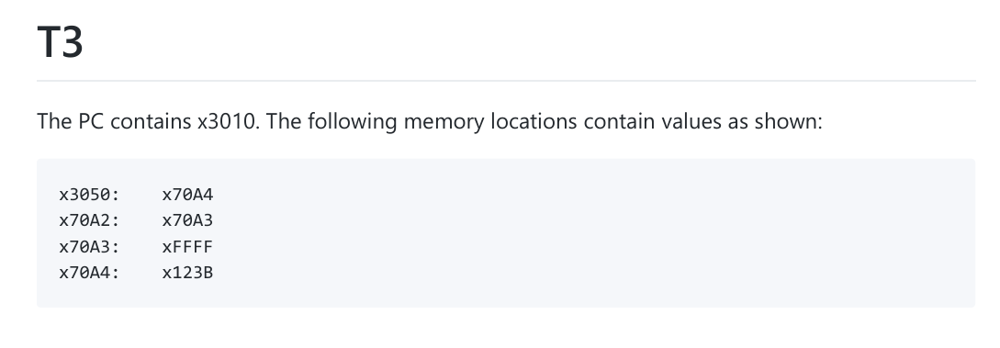 T3
The PC contains x3010. The following memory locations contain values as shown:
x3050:    x70A4
x70A2:    x70A3
x70A3:    xFFFF
x70A4:    x123B